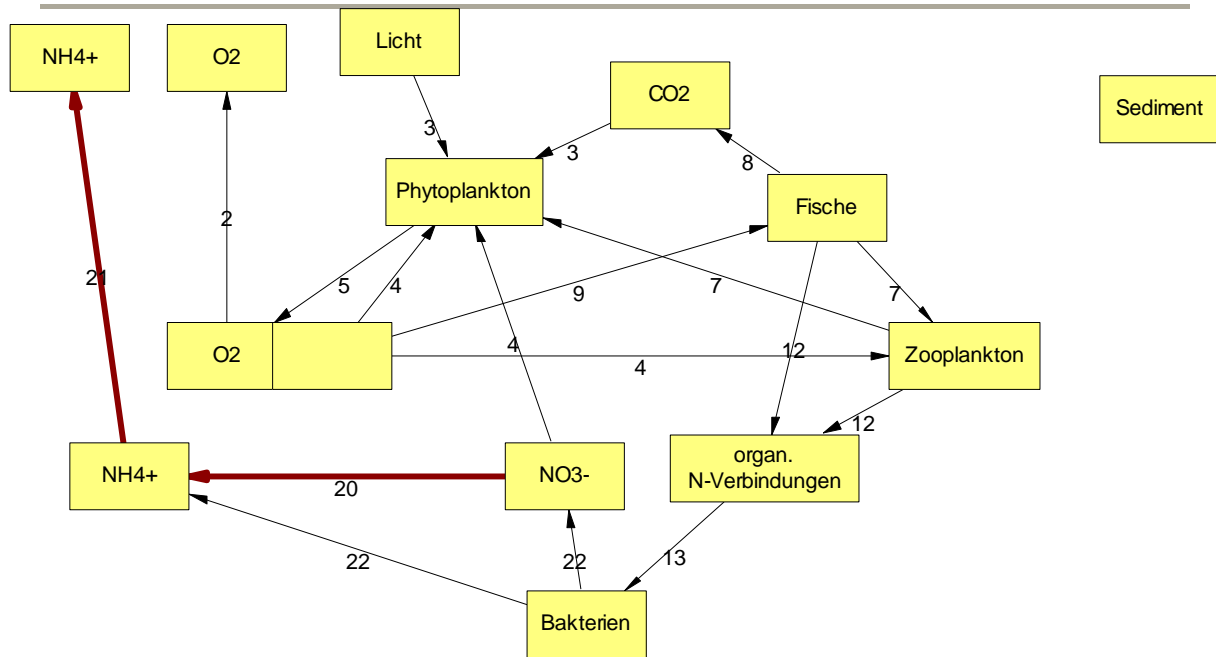 NH4+
O2
Licht
CO2
Sediment
3
3
8
Phytoplankton
Fische
2
21
5
4
9
7
7
O2
4
4
12
Zooplankton
12
NH4+
20
NO3-
organ.
N-Verbindungen
22
22
13
Bakterien